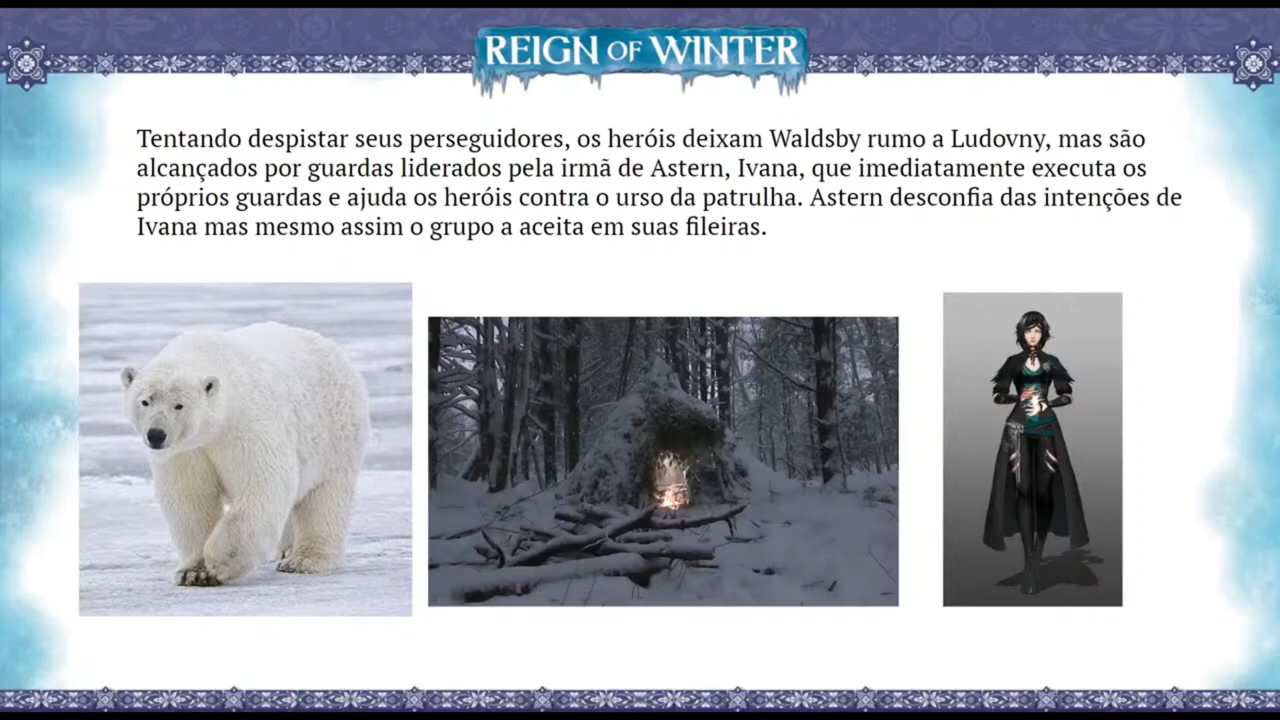 REIGN OF WINTER
Tentando despistar seus perseguidores, os heróis deixam Waldsby rumo a Ludovny, mas são
alcançados por guardas liderados pela irmã de Astern, Ivana, que imediatamente executa os
próprios guardas e ajuda os heróis contra o urso da patrulha. Astern desconfia das intenções de
Ivana mas mesmo assim o grupo a aceita em suas fileiras.